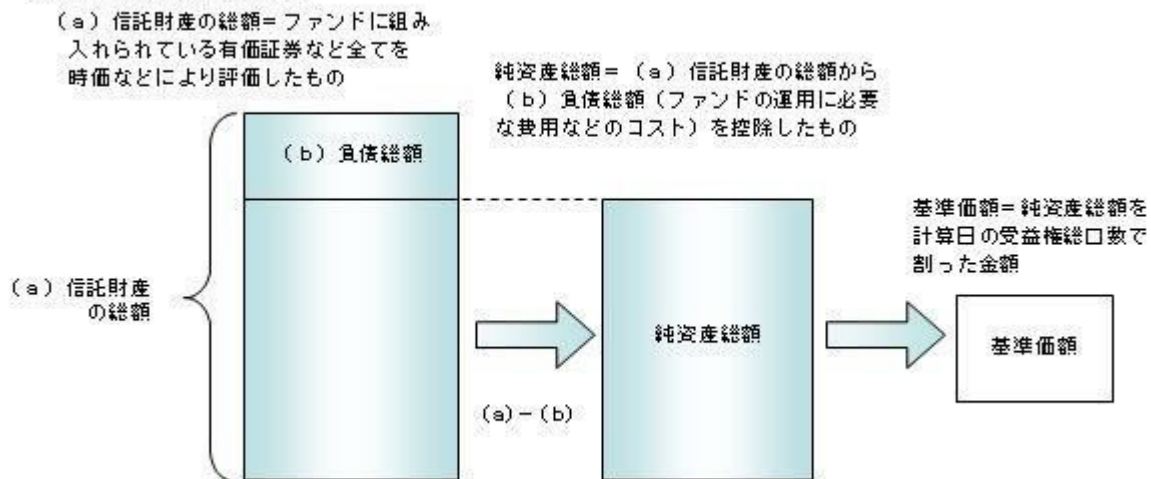 （a）信託財産の総額＝ファンドに組み
入れられている有価証券など全てを
時価などにより評価したもの
純資産総額＝（a）信託財産の総額から
（b）負債総額（ファンドの運用に必要
な費用などのコスト）を控除したもの
（b）負債総額
基準価額＝純資産総額を
計算日の受益権総口数で
割った金額
（a）信託財産
の総額
純資産総額
基準価額
（a）－（b）